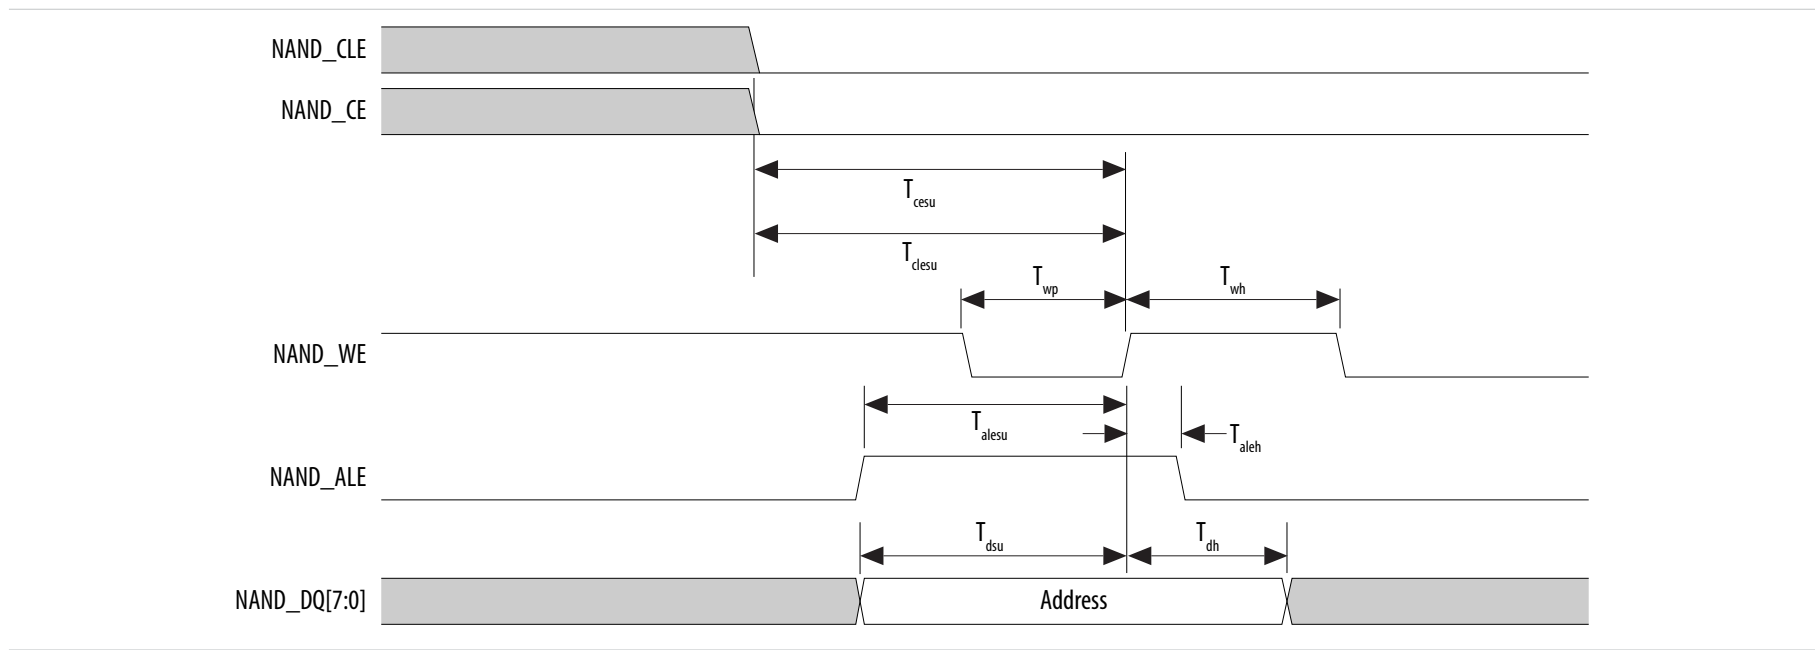 NAND_CLE
NAND_CE
Tcesu
Tclesu
Twp
Twh
NAND_WE
Talesu
Taleh
NAND_ALE
Tdsu
Tdh
NAND_DQ[7:0]
Address